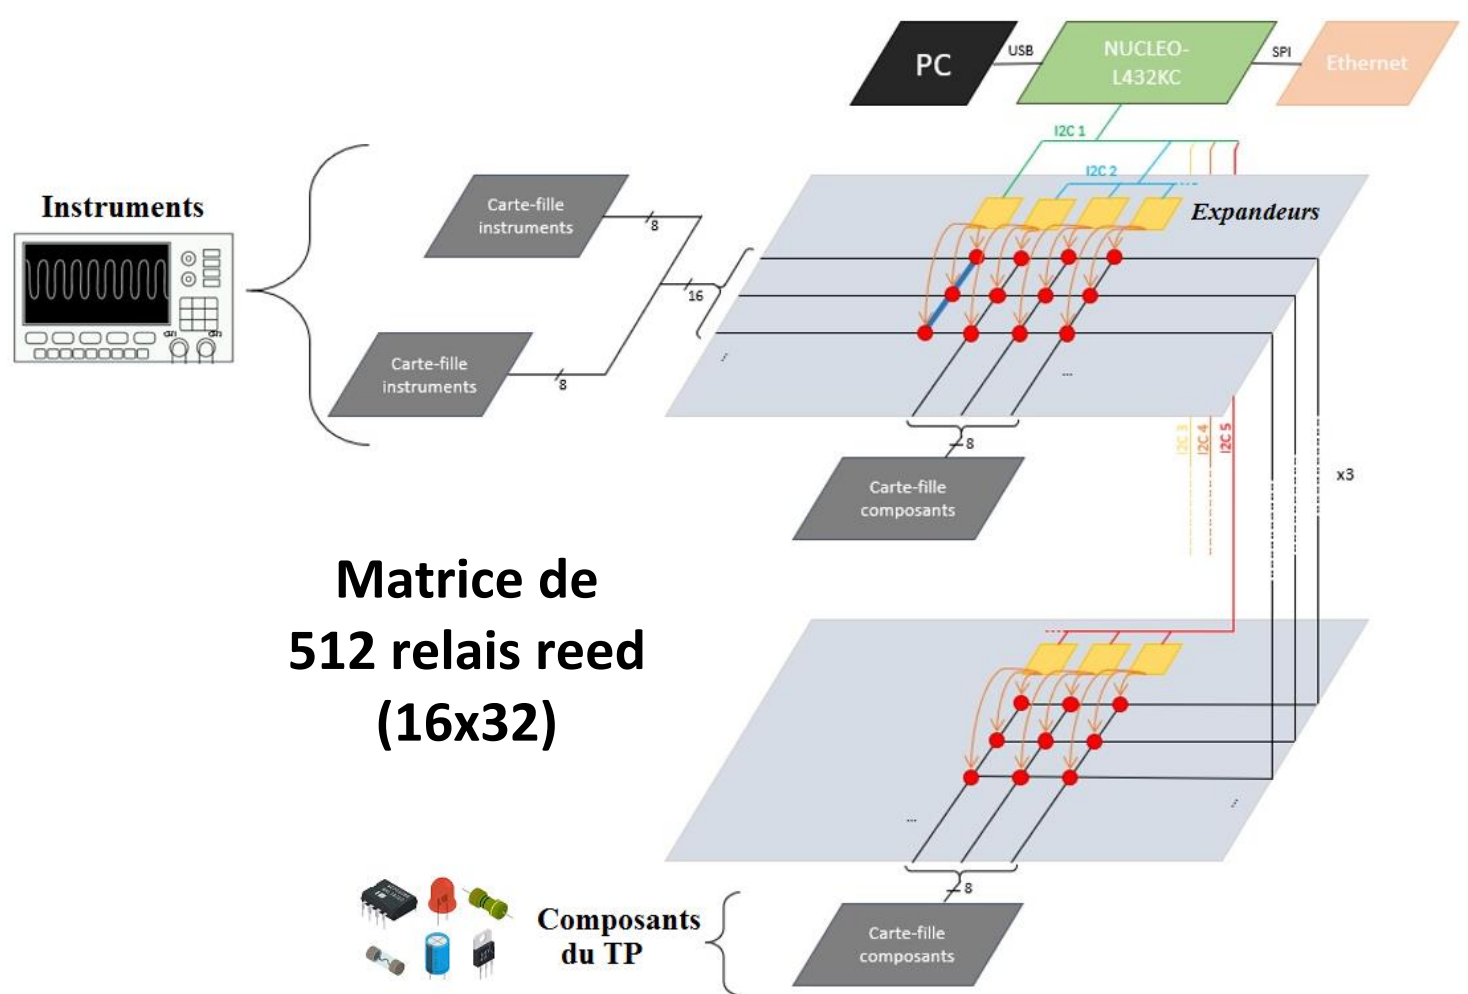 PC
USB
NUCLEO-
L432KC
SPI
Ethernet
I2C 1
I2C 2
Expandeurs
Instruments
Carte-fille
instruments
8
16
Carte-fille
instruments
8
...
...
8
Carte-fille
composants
I2C 3
I2C 4
I2C 5
x3
Matrice de
512 relais reed
(16x32)
...
...
8
Composants
du TP
Carte-fille
composants